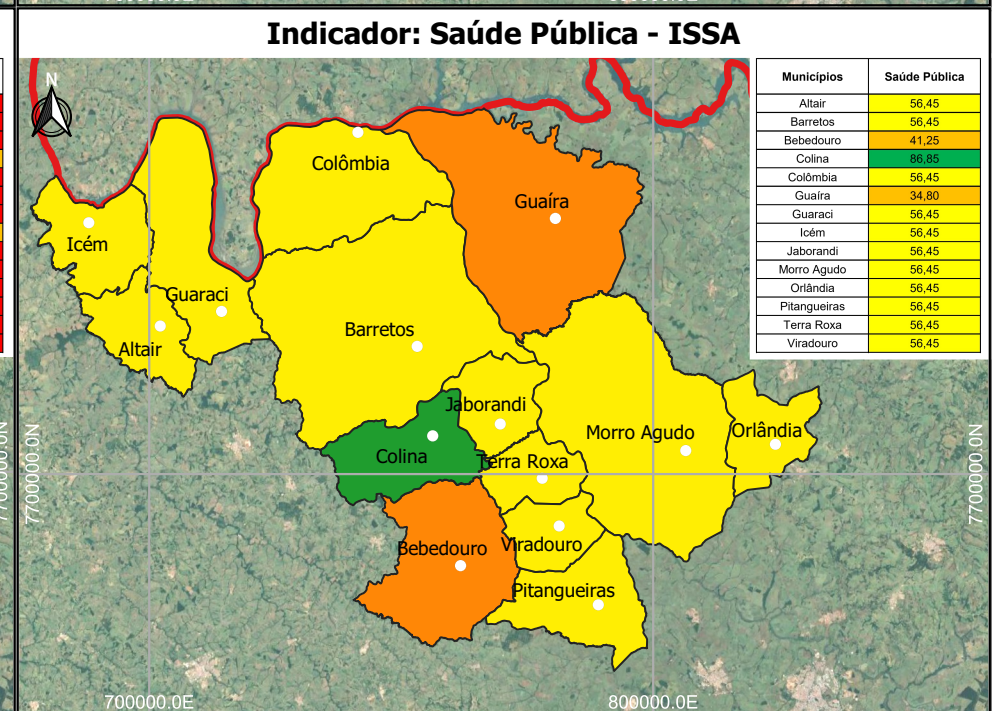 Indicador: Saúde Pública - ISSA
N
Municípios Saúde Pública
Altair 56,45
Barretos 56,45
Bebedouro 41,25
Colina 86,85
Colômbia 56,45
Guaíra 34,80
Guaraci 56,45
Icém 56,45
Jaborandi 56,45
Morro Agudo 56,45
Orlândia 56,45
Pitangueiras 56,45
Terra Roxa 56,45
Viradouro 56,45
Colômbia
Guaíra
Icém
Guaraci
Altair
Barretos
Jaborandi
Morro Agudo
Orlândia
Colina
Terra Roxa
Bebedouro
Viradouro
Pitangueiras
7700000.0N
7700000.0N
700000.0E
800000.0E